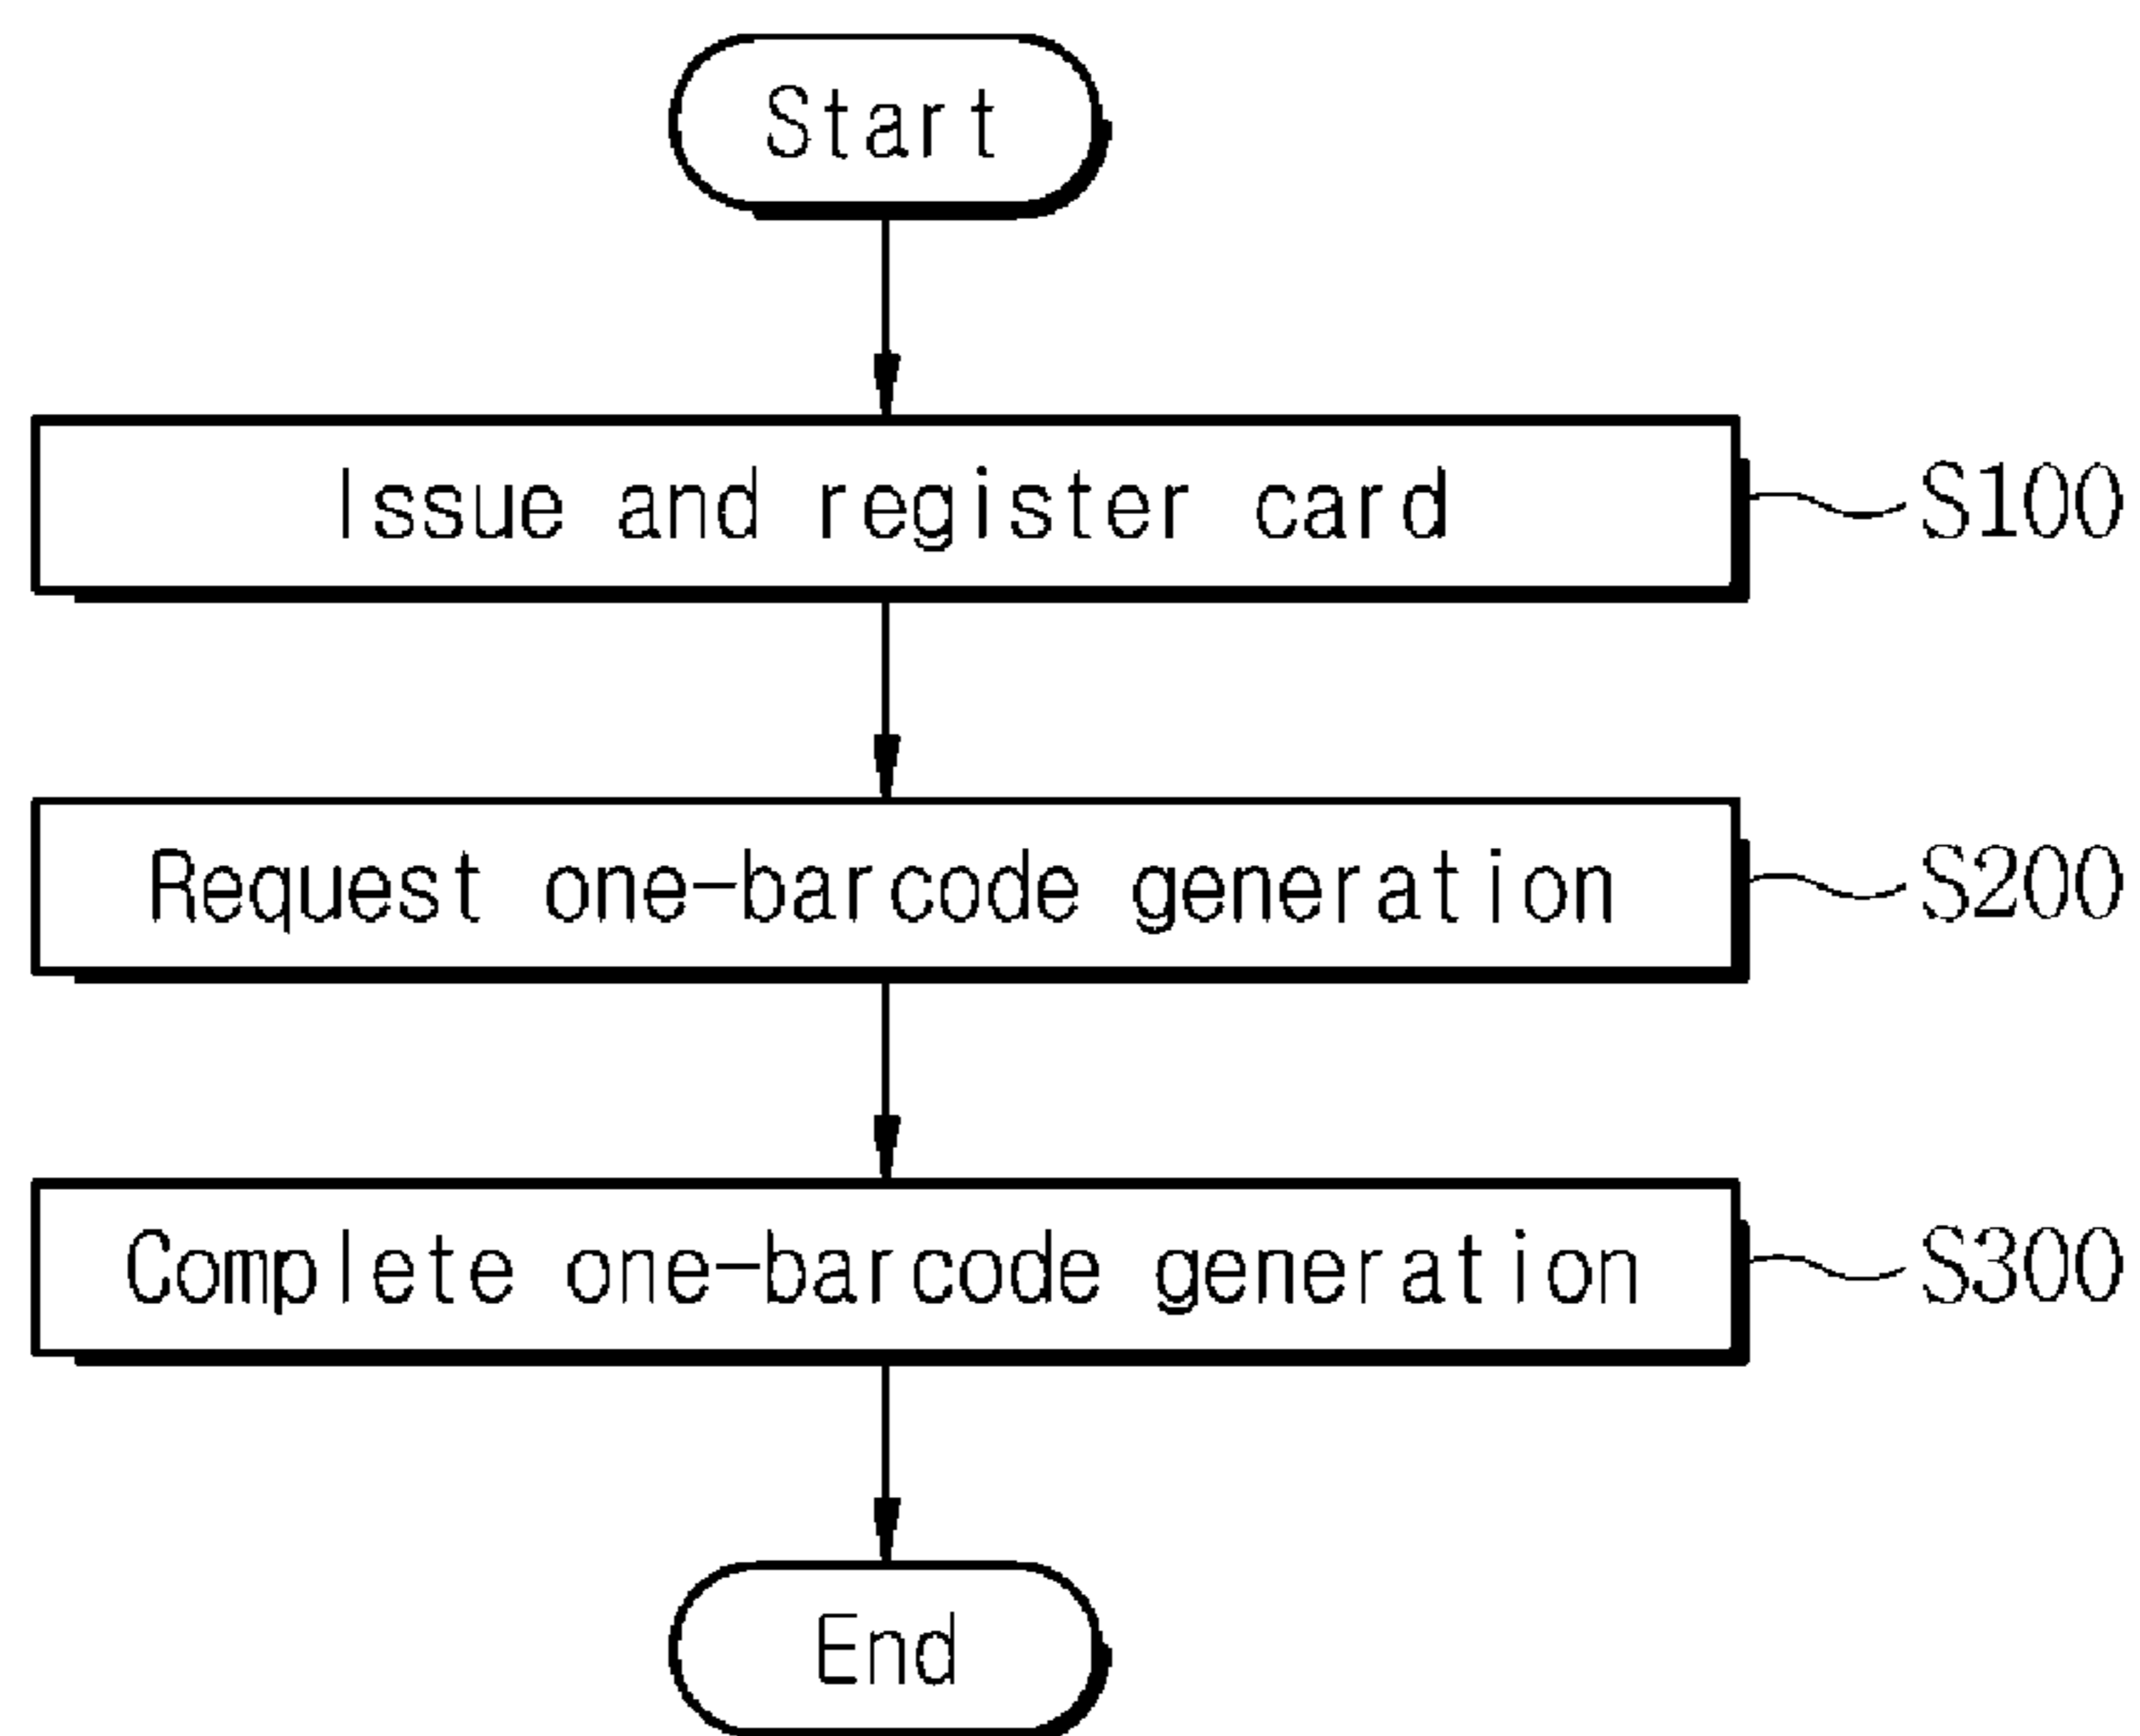 Start
Issue and register card
S100
Request one-barcode generation
S200
Complete one-barcode generation
S300
End